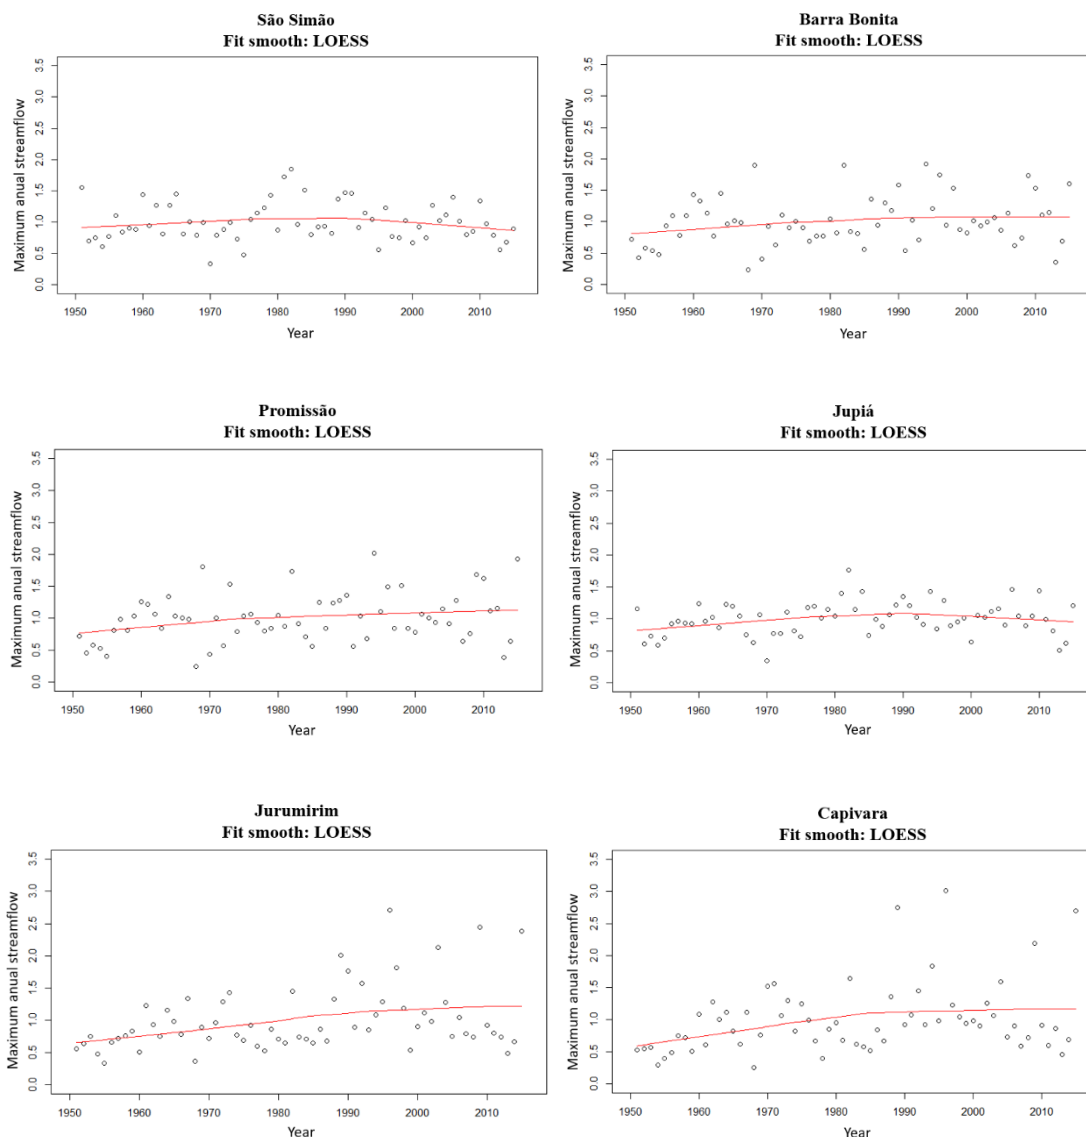 São Simão
Fit smooth: LOESS
Maximum anual streamflow
3.5
3.0
2.5
2.0
1.5
1.0
0.5
0.0
1950 1960 1970 1980 1990 2000 2010
Year
Barra Bonita
Fit smooth: LOESS
Maximum anual streamflow
3.5
3.0
2.5
2.0
1.5
1.0
0.5
0.0
1950 1960 1970 1980 1990 2000 2010
Year
Promissão
Fit smooth: LOESS
Maximum anual streamflow
3.5
3.0
2.5
2.0
1.5
1.0
0.5
0.0
1950 1960 1970 1980 1990 2000 2010
Year
Jupiá
Fit smooth: LOESS
Maximum anual streamflow
3.5
3.0
2.5
2.0
1.5
1.0
0.5
0.0
1950 1960 1970 1980 1990 2000 2010
Year
Jurumirim
Fit smooth: LOESS
Maximum anual streamflow
3.5
3.0
2.5
2.0
1.5
1.0
0.5
0.0
1950 1960 1970 1980 1990 2000 2010
Year
Capivara
Fit smooth: LOESS
Maximum anual streamflow
3.5
3.0
2.5
2.0
1.5
1.0
0.5
0.0
1950 1960 1970 1980 1990 2000 2010
Year